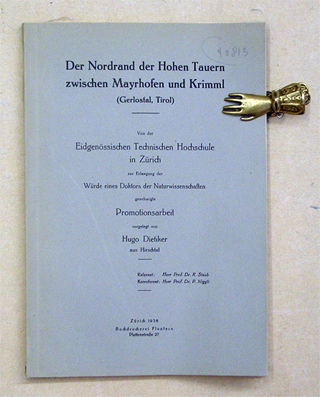 Der Nordrand der Hohen Tauern
zwischen Mayrhofen und Krimml
(Gerlostal, Tirol)
Von der
Eidgenössischen Technischen Hochschule
in Zürich
zur Erlangung der
Würde eines Doktors der Naturwissenschaften
genehmigte
Promotionsarbeit
vorgelegt von
Hugo Dietiker
aus Hirschtal
Referent: Herr Prof. Dr. R. Staub
Korreferent: Herr Prof. Dr. P. Niggli
Zürich 1938
Buchdruckerei Fluntern
Plattenstraße 27